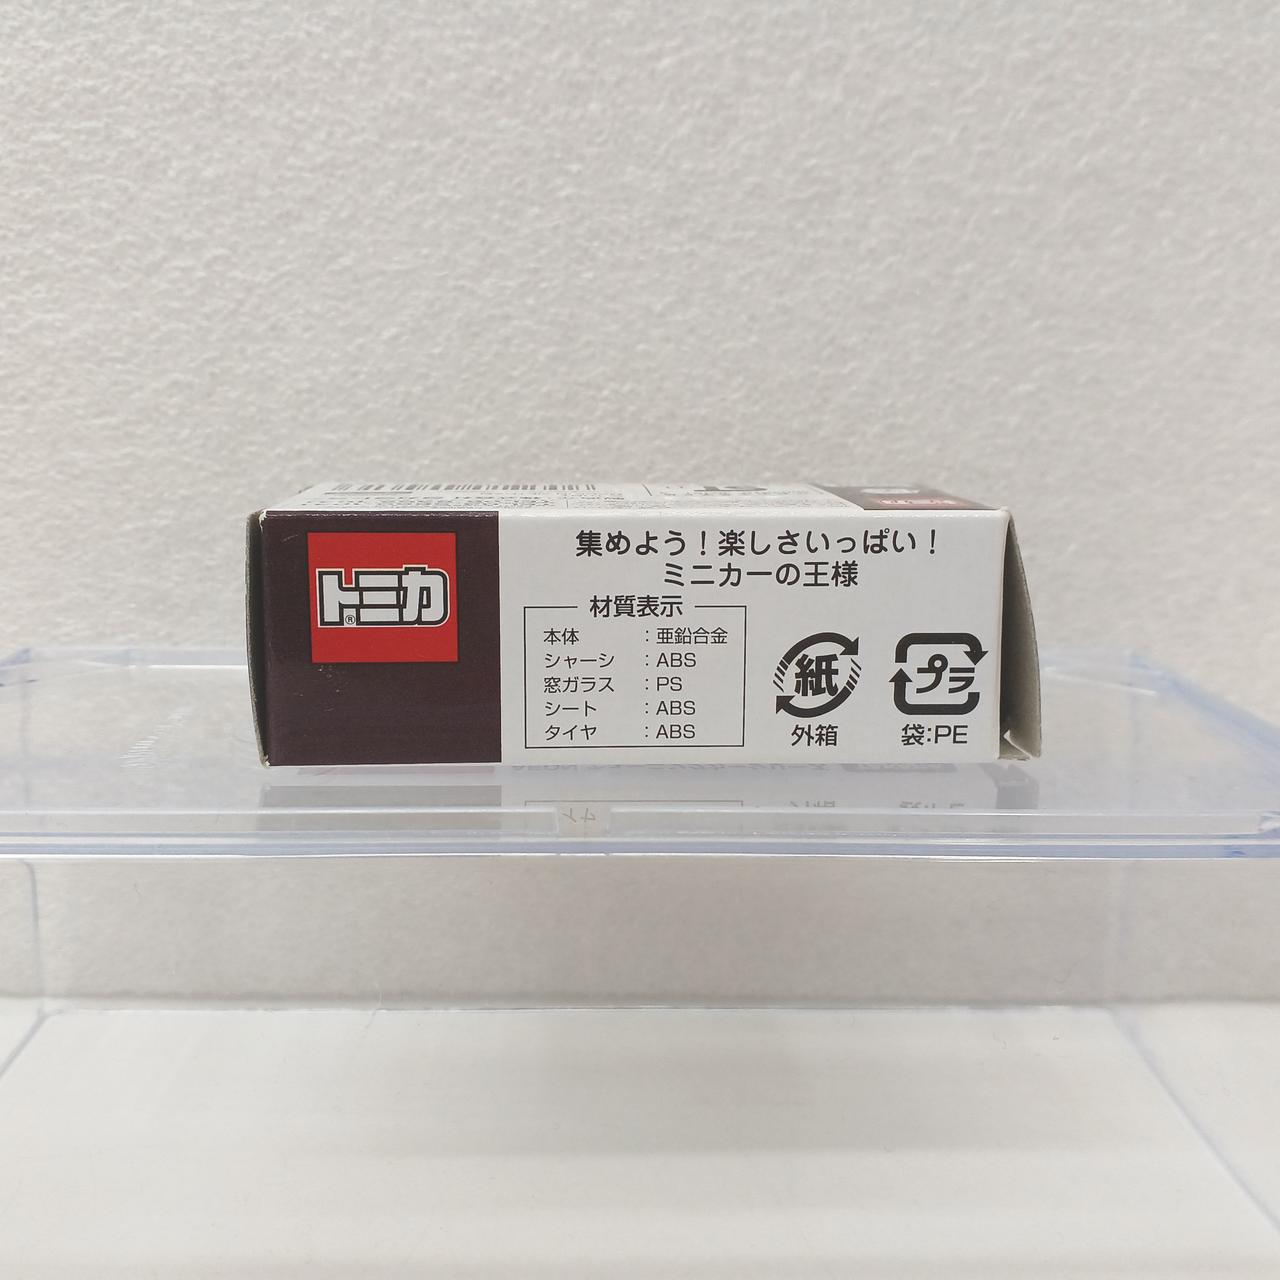 トミカ®
集めよう！楽しさいっぱい！
ミニカーの王様
材質表示
本体 ：亜鉛合金
シャーシ ：ABS
窓ガラス ：PS
シート ：ABS
タイヤ ：ABS
紙
外箱
プラ
袋:PE